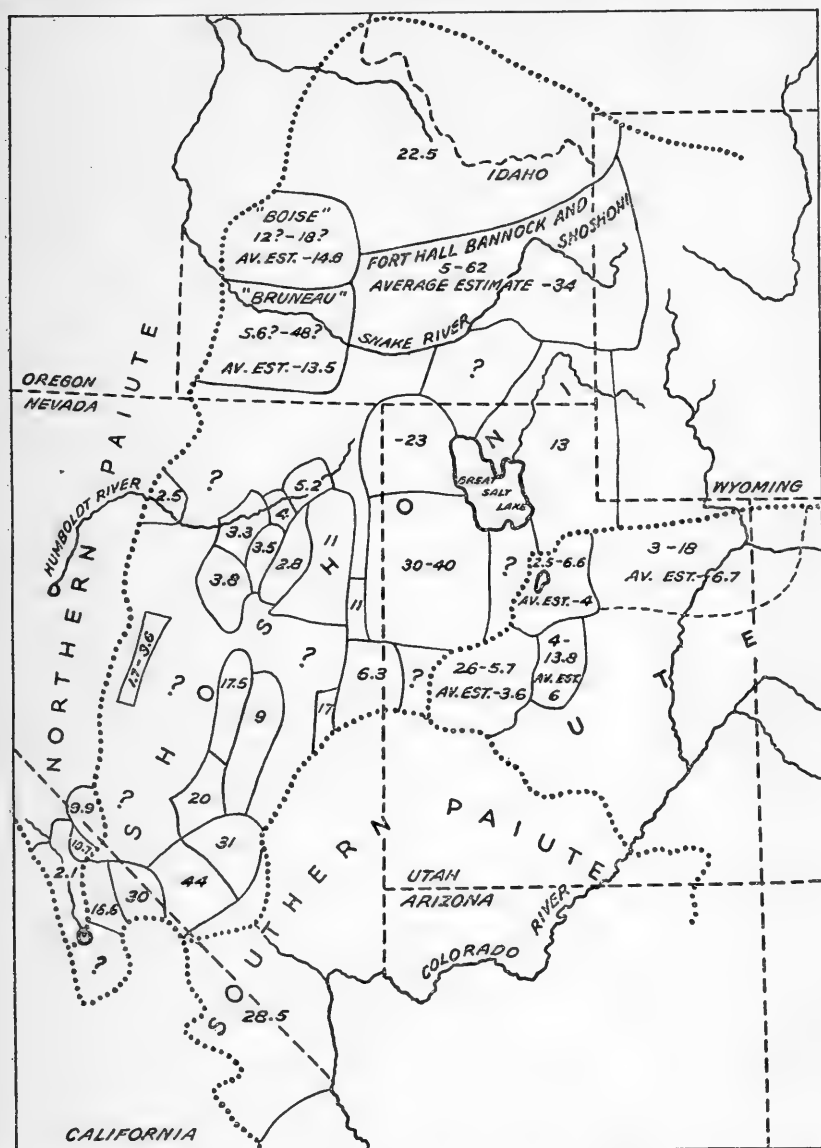 22.5
IDAHO
"BOISE"
12?-18?
AV. EST.-14.8
FORT HALL BANNOCK AND
SHOSHONI
5-62
AVERAGE ESTIMATE -34
"BRUNEAU"
5.6?-48?
AV. EST.-13.5
SNAKE RIVER
?
OREGON
NEVADA
NORTHERN PAIUTE
SHOSHONI
-23
GREAT
SALT
LAKE
13
WYOMING
?
HUMBOLDT RIVER
2.5
5.2
4.
3.3
3.5
3.8
2.8
11
11
30-40
?
2.5-6.6
AV. EST.-4
3-18
AV. EST.-6.7
UTE
1.7-3.6
?
?
17.5
9
17
6.3
?
2.6-5.7
AV. EST.-3.6
4-
13.8
AV. EST.
6
?
9.9
10.7
2.1
20
31
44
16.6
30
?
SOUTHERN PAIUTE
UTAH
ARIZONA
COLORADO RIVER
28.5
CALIFORNIA